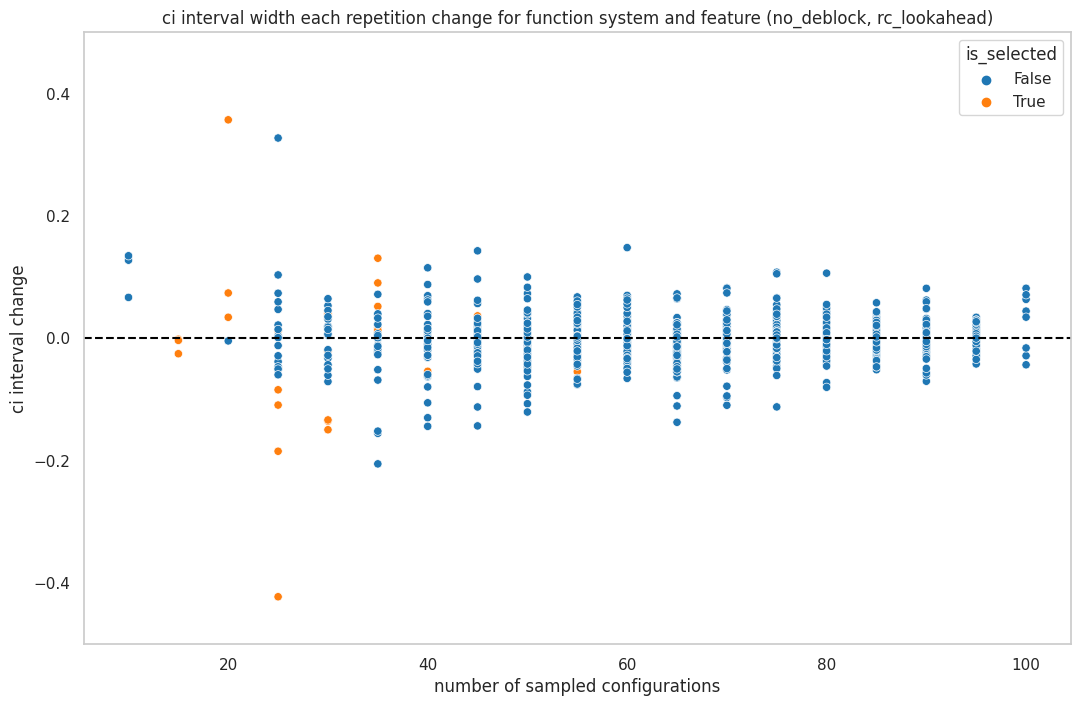 ci interval width each repetition change for function system and feature (no_deblock, rc_lookahead)
is_selected
False
True
0.4
0.2
0.0
−0.2
−0.4
ci interval change
20
40
60
80
100
number of sampled configurations